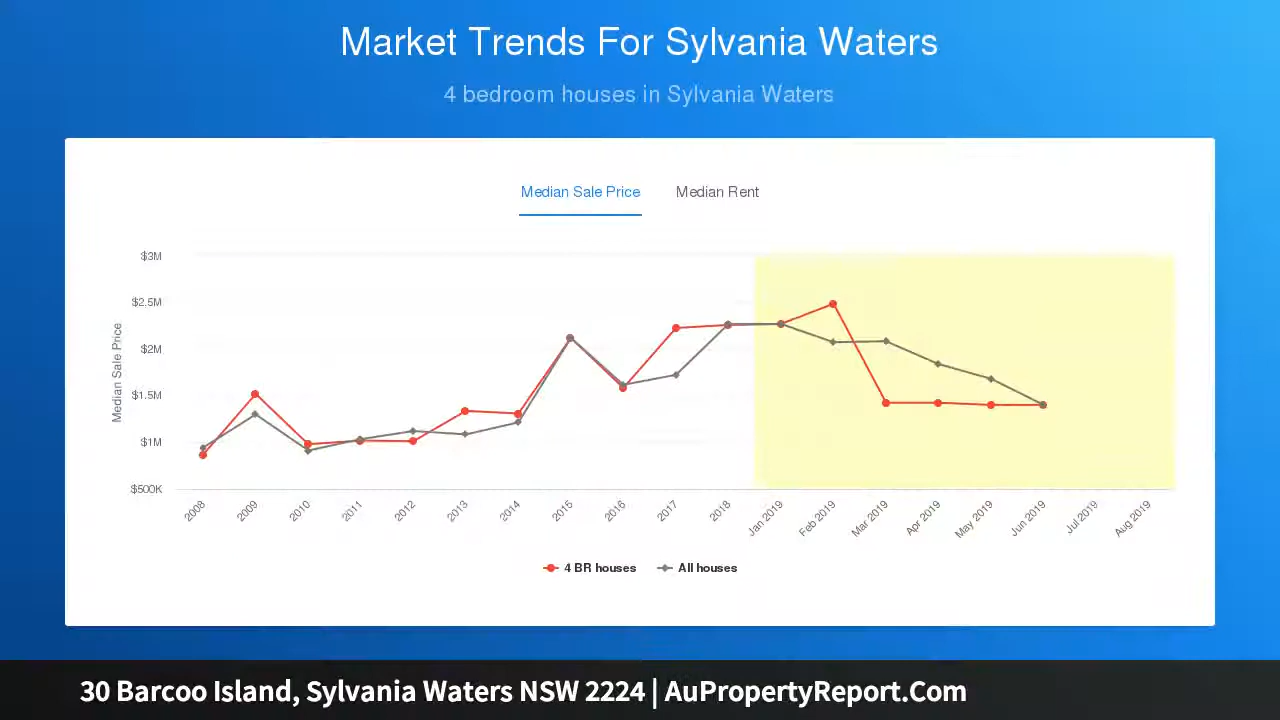 Market Trends For Sylvania Waters
4 bedroom houses in Sylvania Waters
Median Sale Price Median Rent
$3M
$2.5M
$2M
$1.5M
$1M
$500K
Median Sale Price
2008 2009 2010 2011 2012 2013 2014 2015 2016 2017 2018 Jan 2019 Feb 2019 Mar 2019 Apr 2019 May 2019 Jun 2019 Jul 2019 Aug 2019
4 BR houses All houses
30 Barcoo Island, Sylvania Waters NSW 2224 | AuPropertyReport.Com